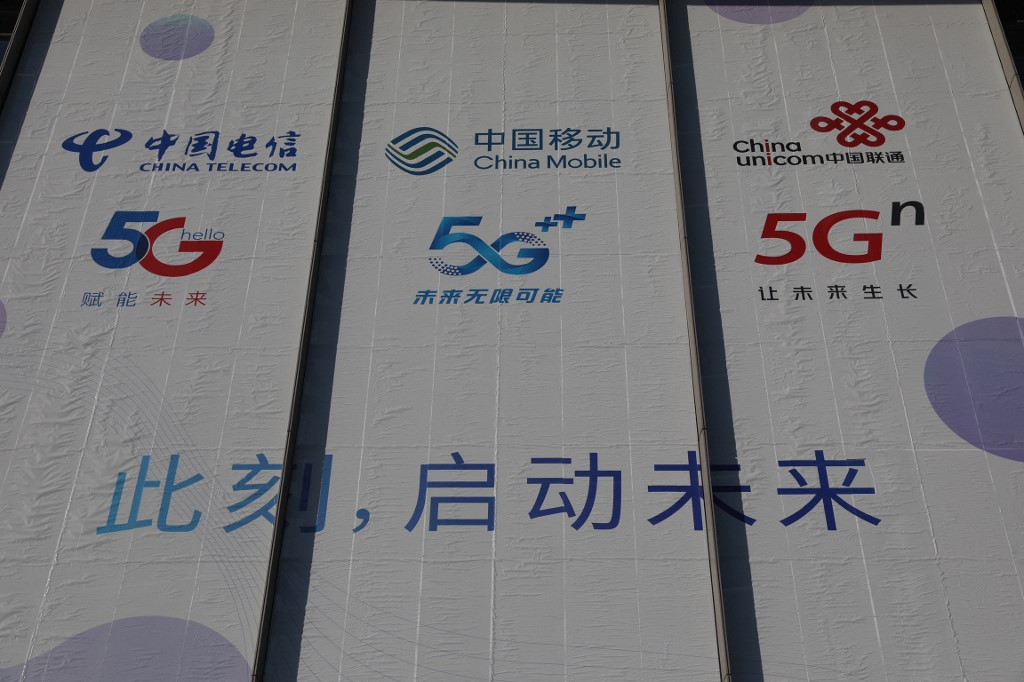 中国电信
CHINA TELECOM
5G hello
赋能未来
中国移动
China Mobile
5G++
未来无限可能
China
unicom中国联通
5Gn
让未来生长
此刻，启动未来